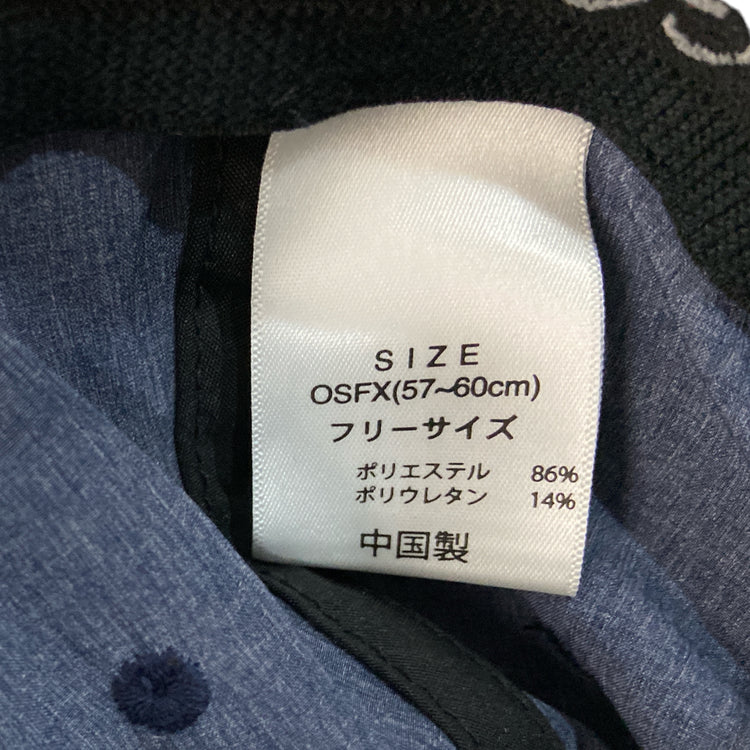 SIZE
OSFX(57~60cm)
フリーサイズ
ポリエステル 86%
ポリウレタン 14%
中国製